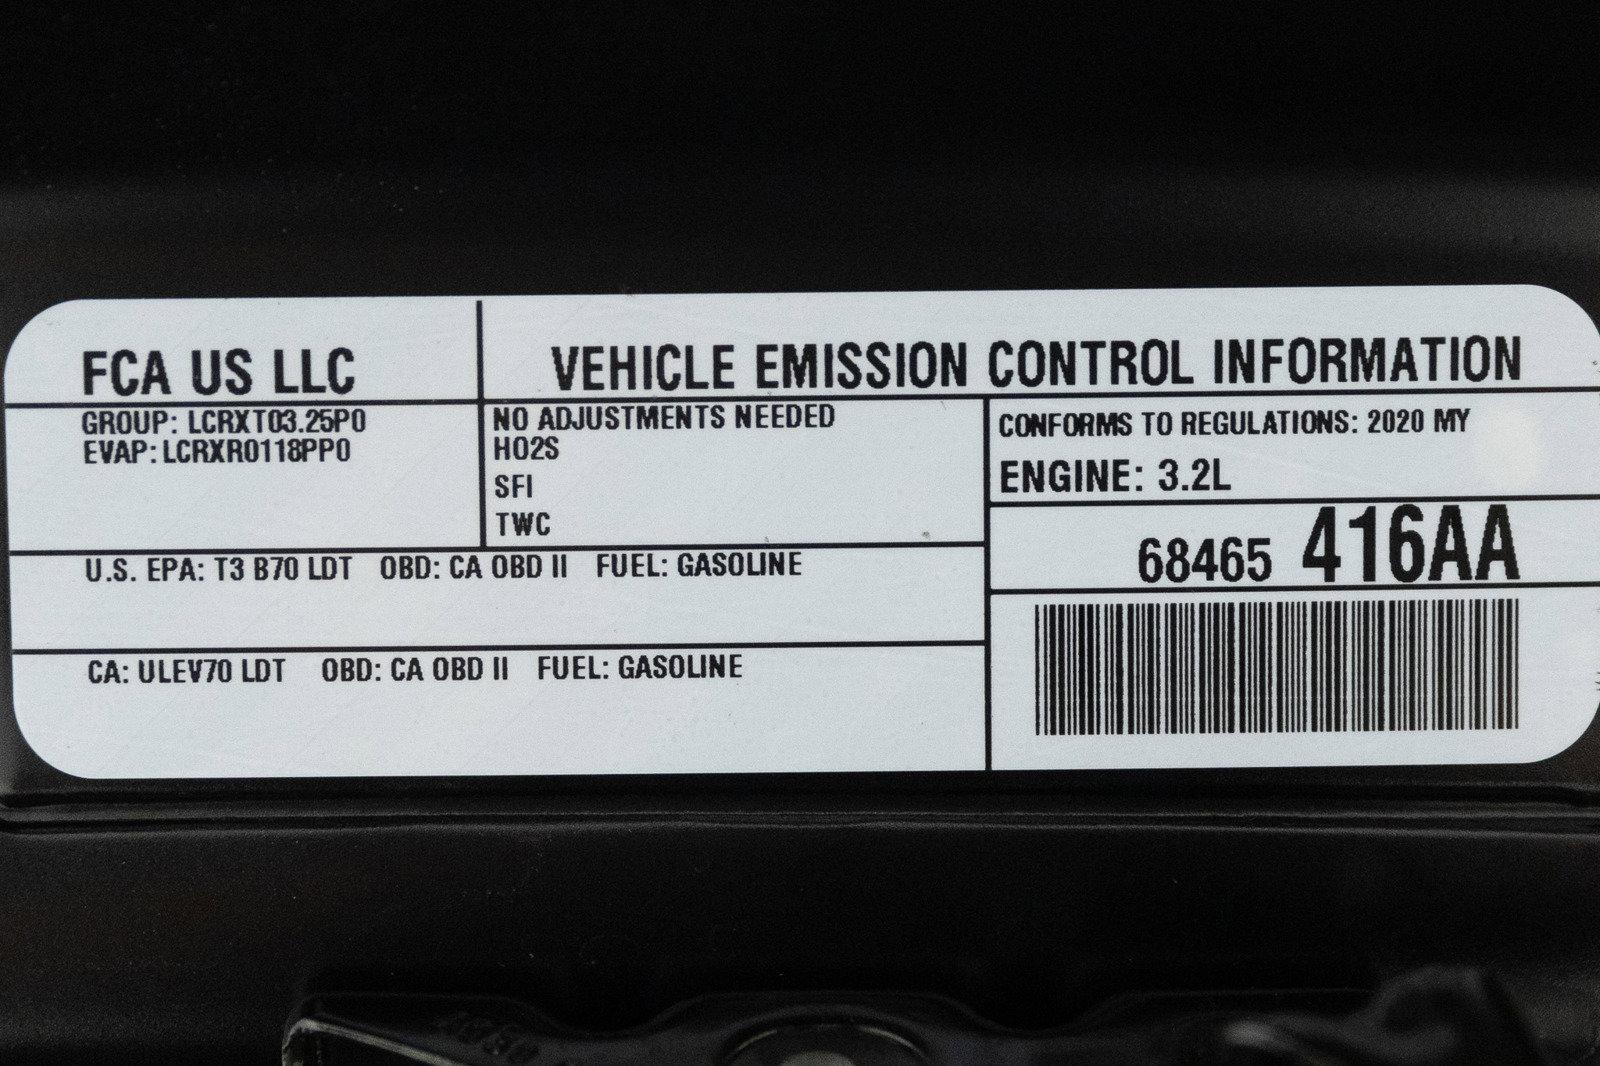 FCA US LLC
VEHICLE EMISSION CONTROL INFORMATION
GROUP: LCRXT03.25P0
EVAP: LCRXR0118PP0
NO ADJUSTMENTS NEEDED
HO2S
SFI
TWC
CONFORMS TO REGULATIONS: 2020 MY
ENGINE: 3.2L
68465 416AA
U.S. EPA: T3 B70 LDT OBD: CA OBD II FUEL: GASOLINE
CA: ULEV70 LDT OBD: CA OBD II FUEL: GASOLINE